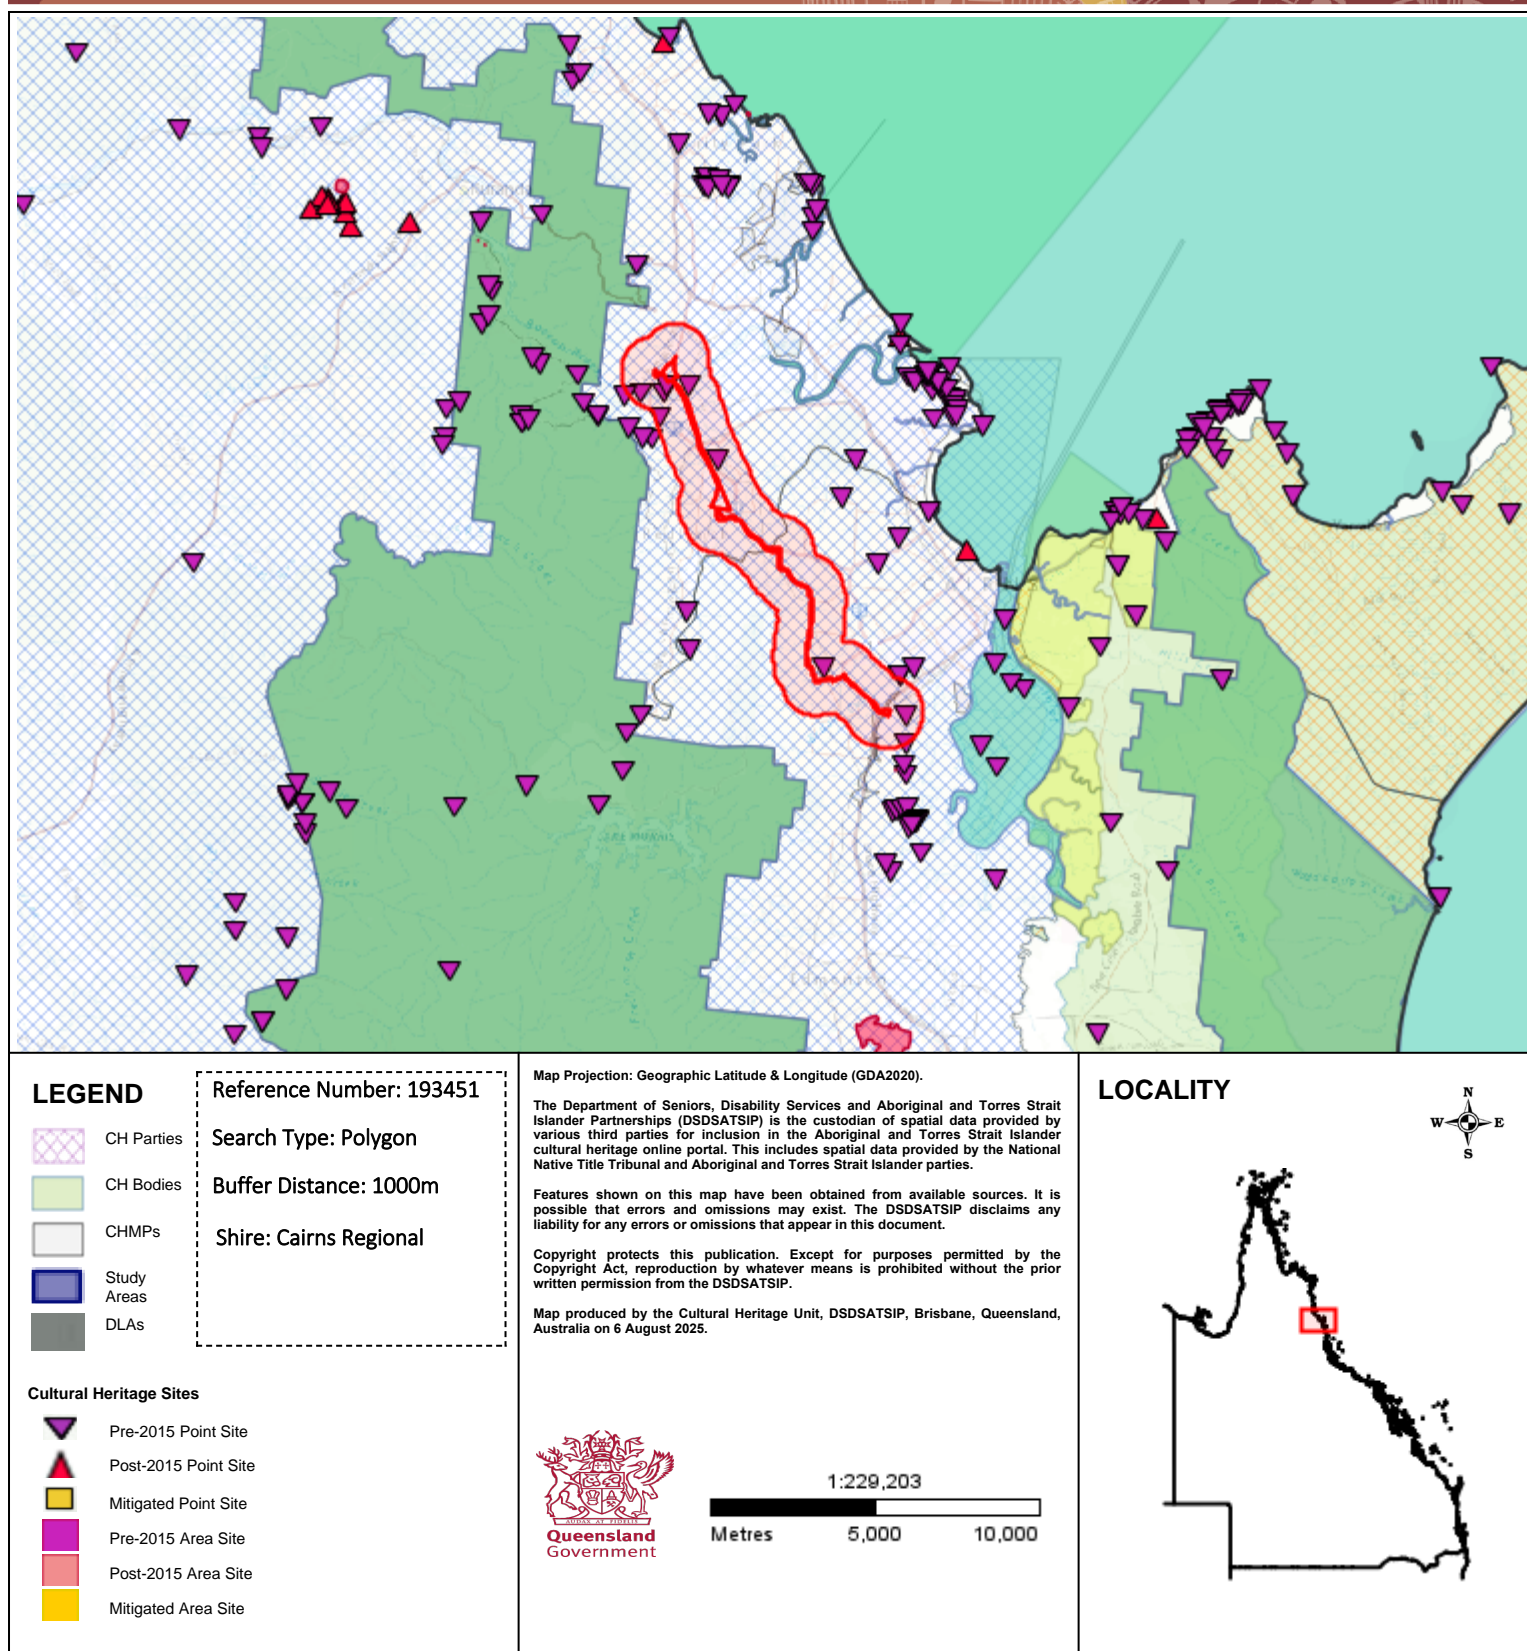 LEGEND
CH Parties
CH Bodies
CHMPs
Study
Areas
DLAs
Reference Number: 193451
Search Type: Polygon
Buffer Distance: 1000m
Shire: Cairns Regional
Cultural Heritage Sites
Pre-2015 Point Site
Post-2015 Point Site
Mitigated Point Site
Pre-2015 Area Site
Post-2015 Area Site
Mitigated Area Site
Map Projection: Geographic Latitude & Longitude (GDA2020).
The Department of Seniors, Disability Services and Aboriginal and Torres Strait
Islander Partnerships (DSDSATSIP) is the custodian of spatial data provided by
various third parties for inclusion in the Aboriginal and Torres Strait Islander
cultural heritage online portal. This includes spatial data provided by the National
Native Title Tribunal and Aboriginal and Torres Strait Islander parties.
Features shown on this map have been obtained from available sources. It is
possible that errors and omissions may exist. The DSDSATSIP disclaims any
liability for any errors or omissions that appear in this document.
Copyright protects this publication. Except for purposes permitted by the
Copyright Act, reproduction by whatever means is prohibited without the prior
written permission from the DSDSATSIP.
Map produced by the Cultural Heritage Unit, DSDSATSIP, Brisbane, Queensland,
Australia on 6 August 2025.
AUDAX AT FIDELIS
Queensland
Government
1:229,203
Metres 5,000 10,000
LOCALITY
N
W E
S